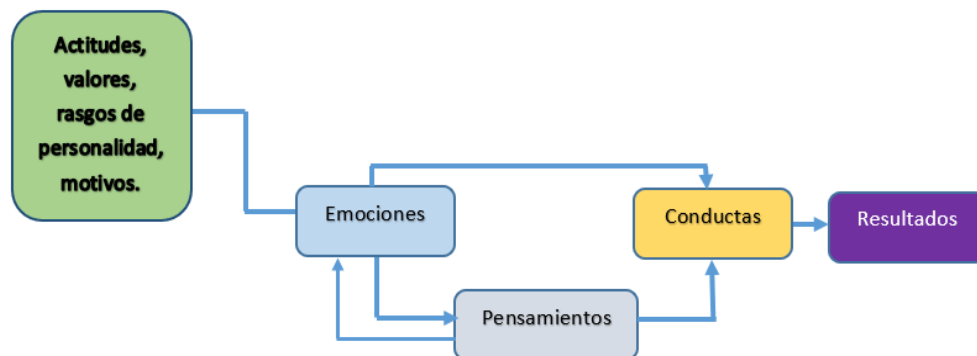 Actitudes,
valores,
rasgos de
personalidad,
motivos.
Emociones
Conductas
Resultados
Pensamientos